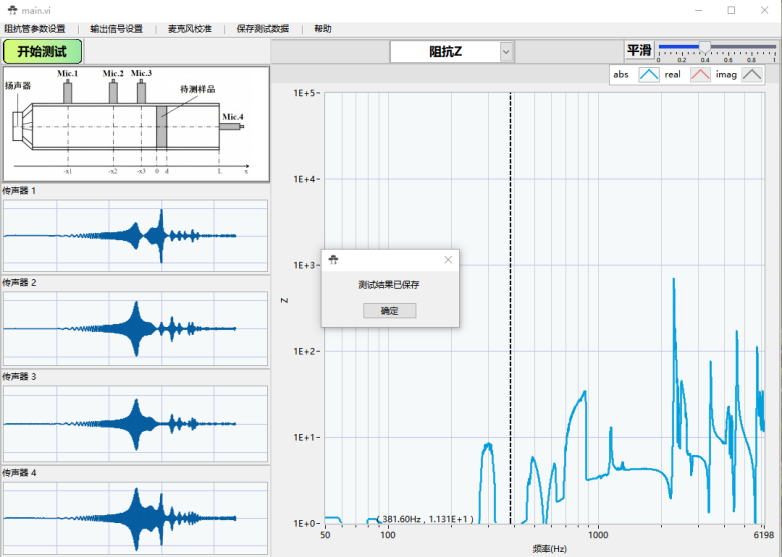 main.vi
阻抗管参数设置 输出信号设置 麦克风校准 保存测试数据 帮助
开始测试 阻抗Z 平滑
0 0.2 0.4 0.6 0.8 1
abs real imag
Mic.1 Mic.2 Mic.3
扬声器
待测样品
Mic.4
-x1 -x2 -x3 0 d L x
传声器 1
传声器 2
传声器 3
传声器 4
1E+5
1E+4
1E+3
1E+2
1E+1
1E+0
Z
测试结果已保存
确定
( 381.60Hz , 1.131E+1 )
50 100 1000 6198
频率(Hz)